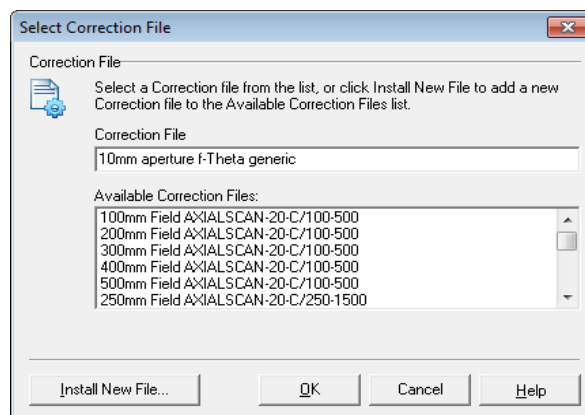 Select Correction File
Correction File
Select a Correction file from the list, or click Install New File to add a new
Correction file to the Available Correction Files list.
Correction File
10mm aperture f-Theta generic
Available Correction Files:
100mm Field AXIALSCAN-20-C/100-500
200mm Field AXIALSCAN-20-C/100-500
300mm Field AXIALSCAN-20-C/100-500
400mm Field AXIALSCAN-20-C/100-500
500mm Field AXIALSCAN-20-C/100-500
250mm Field AXIALSCAN-20-C/250-1500
Install New File... OK Cancel Help